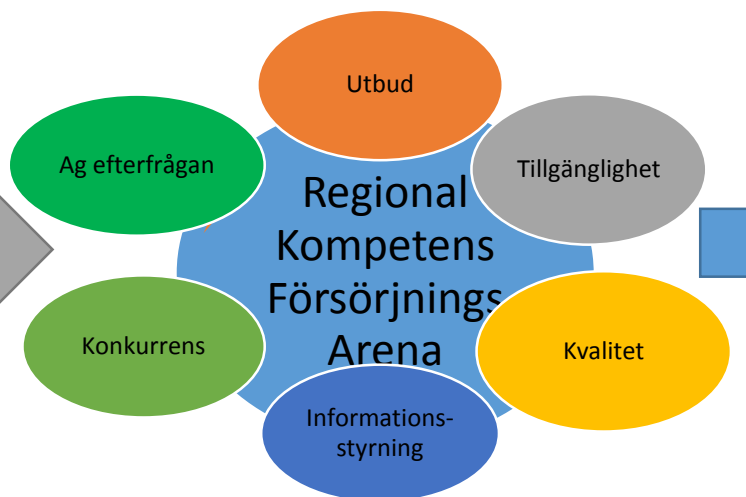 Utbud
Ag efterfrågan
Tillgänglighet
Regional
Kompetens
Försörjnings
Arena
Konkurrens
Kvalitet
Informations-
styrning